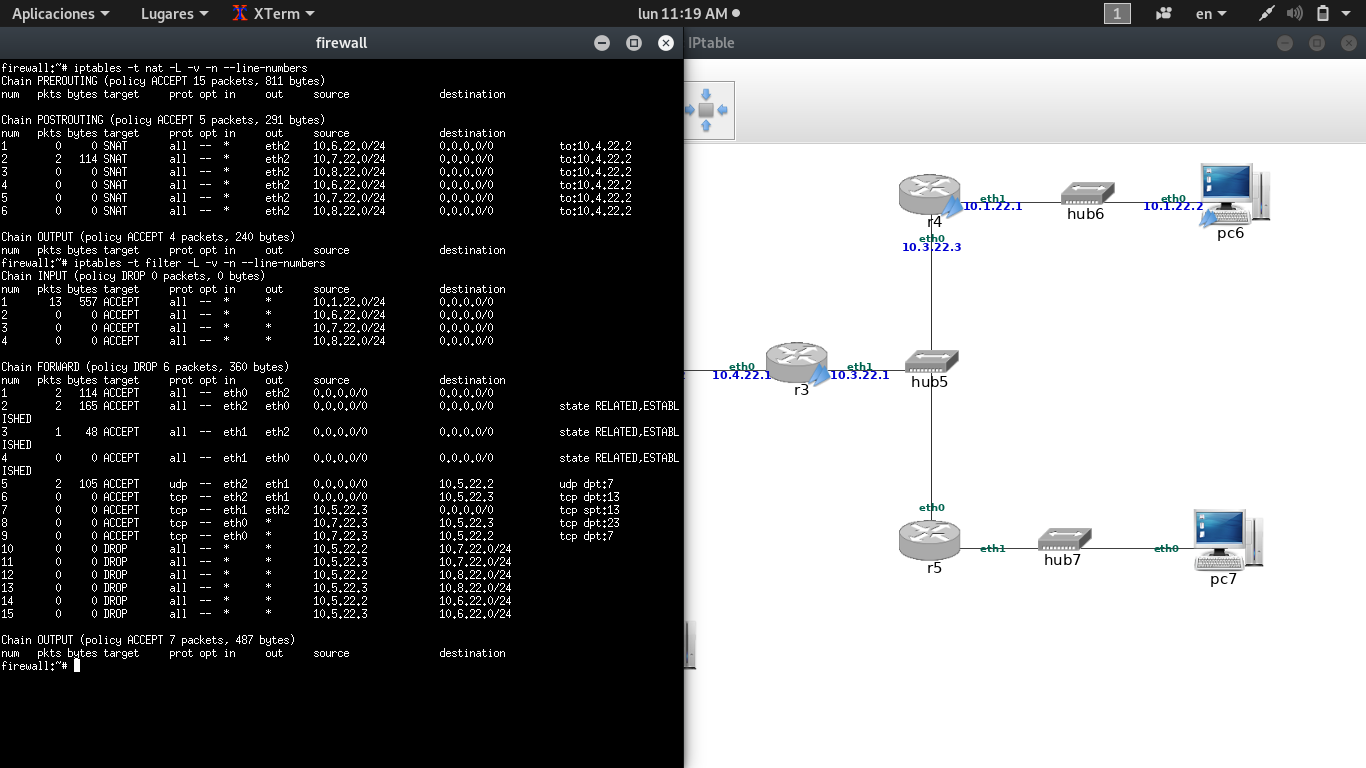 Aplicaciones Lugares XTerm lun 11:19 AM 1 en
firewall
IPtable
firewall:~# iptables -t nat -L -v -n --line-numbers
Chain PREROUTING (policy ACCEPT 15 packets, 811 bytes)
num pkts bytes target prot opt in out source destination
Chain POSTROUTING (policy ACCEPT 5 packets, 291 bytes)
num pkts bytes target prot opt in out source destination
1 0 0 SNAT all -- * eth2 10.6.22.0/24 0.0.0.0/0 to:10.4.22.2
2 2 114 SNAT all -- * eth2 10.7.22.0/24 0.0.0.0/0 to:10.4.22.2
3 0 0 SNAT all -- * eth2 10.8.22.0/24 0.0.0.0/0 to:10.4.22.2
4 0 0 SNAT all -- * eth2 10.6.22.0/24 0.0.0.0/0 to:10.4.22.2
5 0 0 SNAT all -- * eth2 10.7.22.0/24 0.0.0.0/0 to:10.4.22.2
6 0 0 SNAT all -- * eth2 10.8.22.0/24 0.0.0.0/0 to:10.4.22.2
Chain OUTPUT (policy ACCEPT 4 packets, 240 bytes)
num pkts bytes target prot opt in out source destination
firewall:~# iptables -t filter -L -v -n --line-numbers
Chain INPUT (policy DROP 0 packets, 0 bytes)
num pkts bytes target prot opt in out source destination
1 13 557 ACCEPT all -- * * 10.1.22.0/24 0.0.0.0/0
2 0 0 ACCEPT all -- * * 10.6.22.0/24 0.0.0.0/0
3 0 0 ACCEPT all -- * * 10.7.22.0/24 0.0.0.0/0
4 0 0 ACCEPT all -- * * 10.8.22.0/24 0.0.0.0/0
Chain FORWARD (policy DROP 6 packets, 360 bytes)
num pkts bytes target prot opt in out source destination
1 2 114 ACCEPT all -- eth0 eth2 0.0.0.0/0 0.0.0.0/0
2 2 165 ACCEPT all -- eth2 eth0 0.0.0.0/0 0.0.0.0/0 state RELATED,ESTABL
ISHED
3 1 48 ACCEPT all -- eth1 eth2 0.0.0.0/0 0.0.0.0/0 state RELATED,ESTABL
ISHED
4 0 0 ACCEPT all -- eth1 eth0 0.0.0.0/0 0.0.0.0/0 state RELATED,ESTABL
ISHED
5 2 105 ACCEPT udp -- eth2 eth1 0.0.0.0/0 10.5.22.2 udp dpt:7
6 0 0 ACCEPT tcp -- eth2 eth1 0.0.0.0/0 10.5.22.3 tcp dpt:13
7 0 0 ACCEPT tcp -- eth1 eth2 10.5.22.3 0.0.0.0/0 tcp spt:13
8 0 0 ACCEPT tcp -- eth0 * 10.7.22.3 10.5.22.3 tcp dpt:23
9 0 0 ACCEPT tcp -- eth0 * 10.7.22.3 10.5.22.2 tcp dpt:7
10 0 0 DROP all -- * * 10.5.22.2 10.7.22.0/24
11 0 0 DROP all -- * * 10.5.22.3 10.7.22.0/24
12 0 0 DROP all -- * * 10.5.22.2 10.8.22.0/24
13 0 0 DROP all -- * * 10.5.22.3 10.8.22.0/24
14 0 0 DROP all -- * * 10.5.22.2 10.6.22.0/24
15 0 0 DROP all -- * * 10.5.22.3 10.6.22.0/24
Chain OUTPUT (policy ACCEPT 7 packets, 487 bytes)
num pkts bytes target prot opt in out source destination
firewall:~#
eth1 eth0
10.1.22.1 10.1.22.2
r4 hub6 pc6
eth0
10.3.22.3
eth0 eth1
10.4.22.1 10.3.22.1
r3 hub5
eth0
eth1 eth0
r5 hub7 pc7